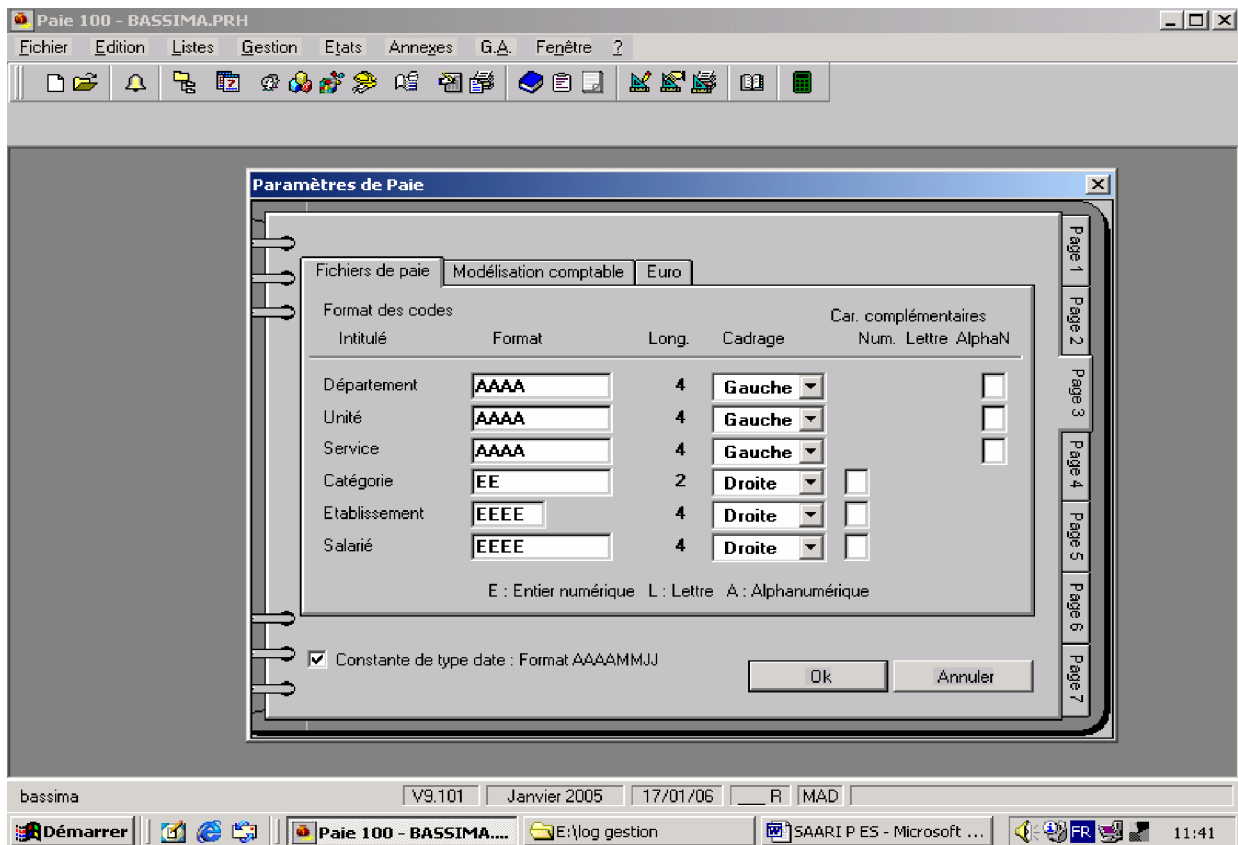 Paie 100 - BASSIMA.PRH
Fichier Edition Listes Gestion Etats Annexes G.A. Fenêtre ?
Paramètres de Paie
Page 1
Page 2
Page 3
Page 4
Page 5
Page 6
Page 7
Fichiers de paie Modélisation comptable Euro
Format des codes Car. complémentaires
Intitulé Format Long. Cadrage Num. Lettre AlphaN
Département AAAA 4 Gauche
Unité AAAA 4 Gauche
Service AAAA 4 Gauche
Catégorie EE 2 Droite
Etablissement EEEE 4 Droite
Salarié EEEE 4 Droite
E : Entier numérique L : Lettre A : Alphanumérique
Constante de type date : Format AAAAMMJJ
Ok Annuler
bassima V9.101 Janvier 2005 17/01/06 ___ R MAD
Démarrer Paie 100 - BASSIMA.... E:\log gestion SAARI P ES - Microsoft ... FR 11:41